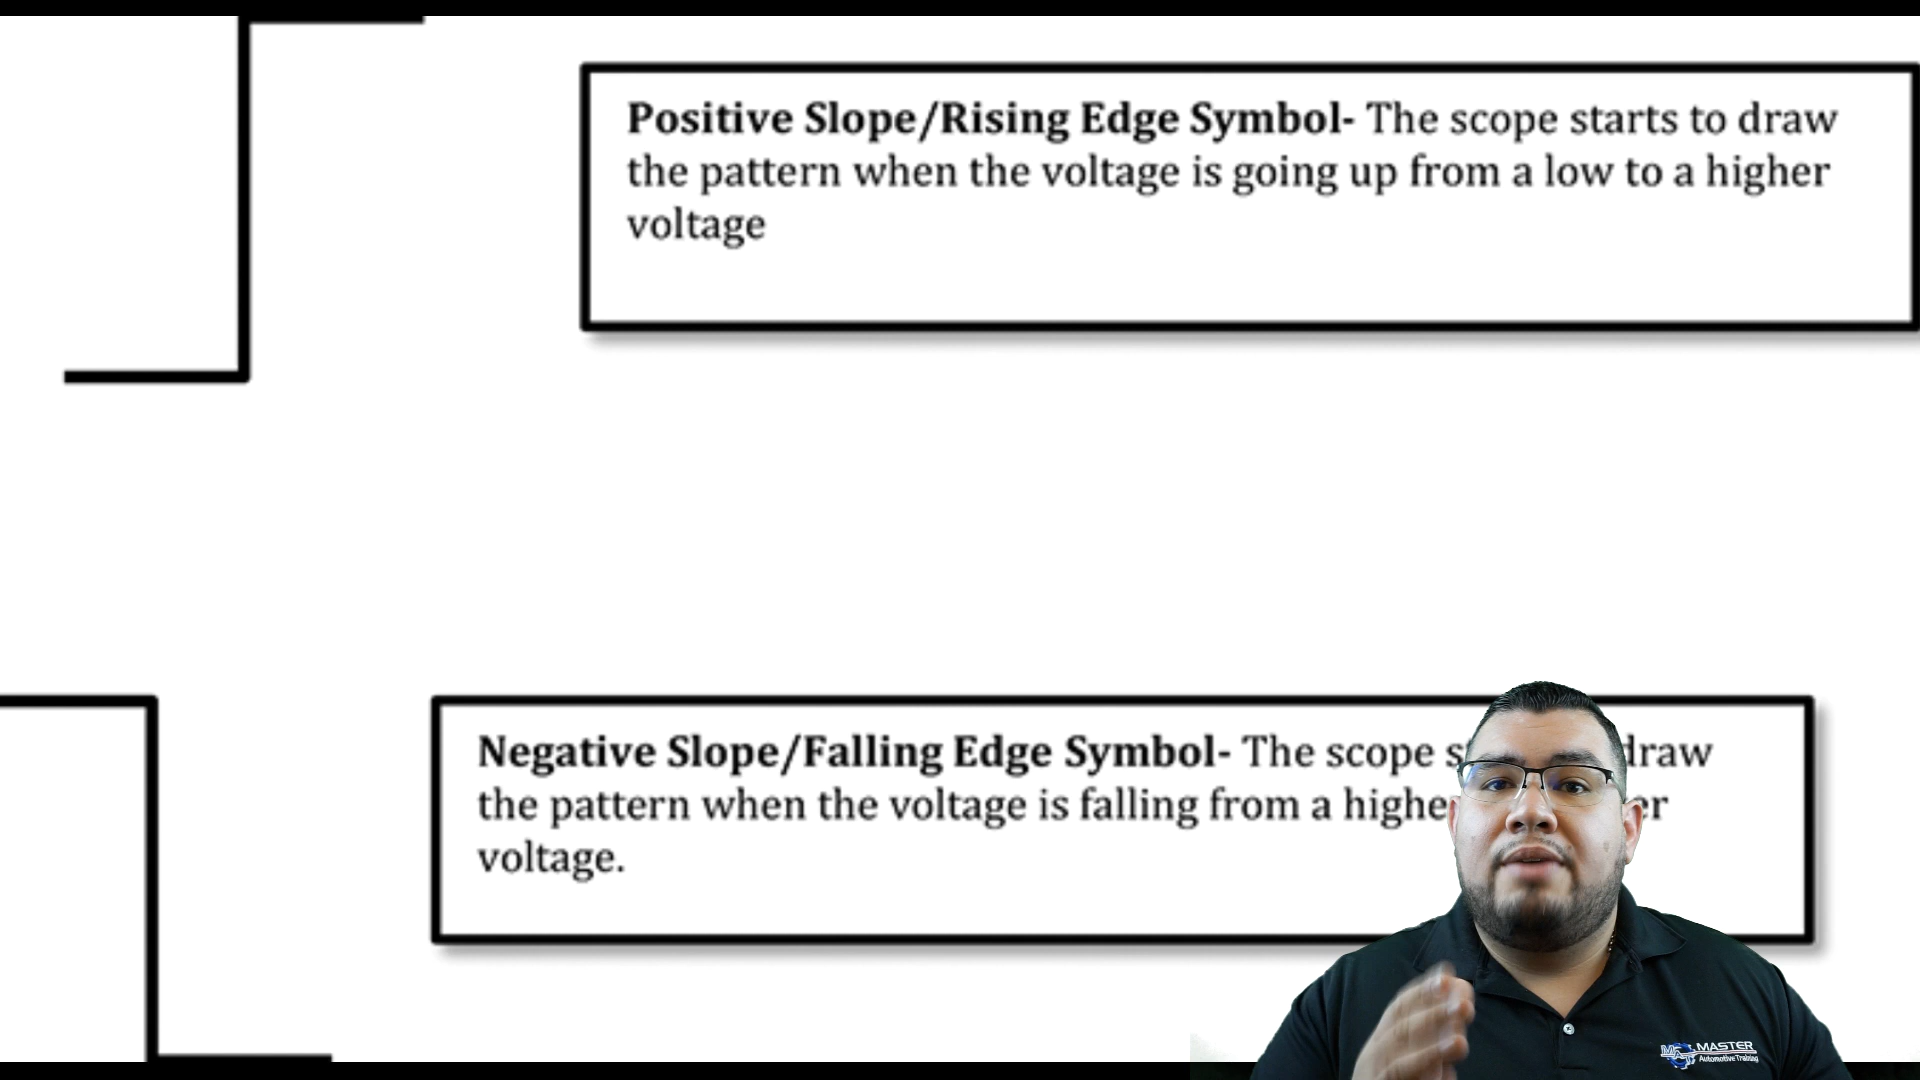 Positive Slope/Rising Edge Symbol- The scope starts to draw
the pattern when the voltage is going up from a low to a higher
voltage
Negative Slope/Falling Edge Symbol- The scope draw
the pattern when the voltage is falling from a
voltage.
MASTER
Automotive Training